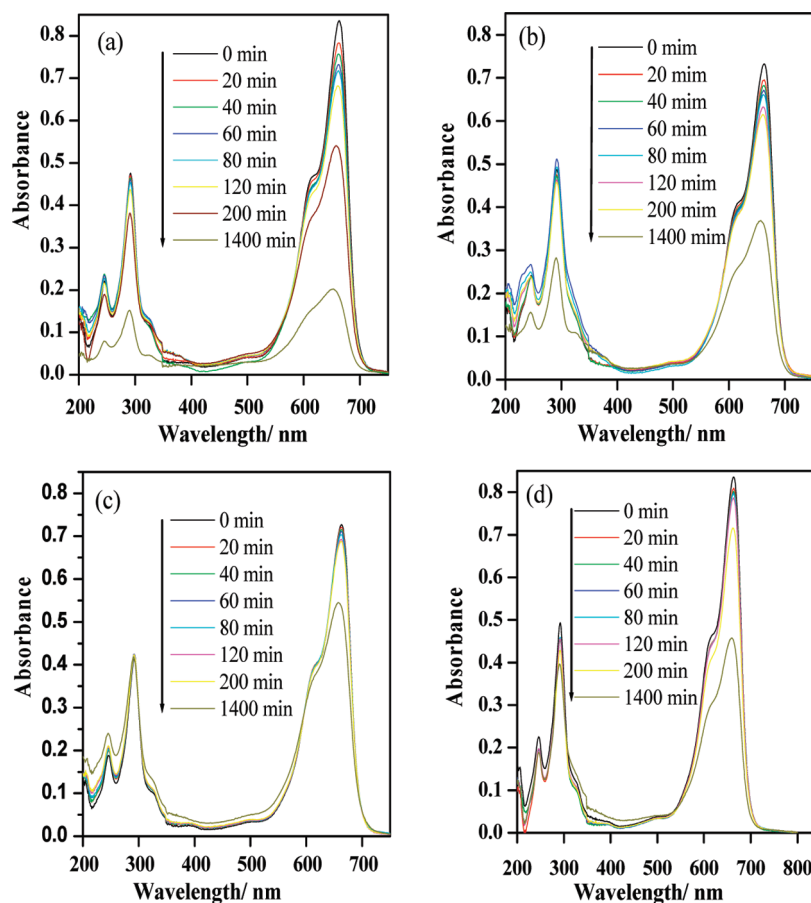 (a)
0 min
20 min
40 min
60 min
80 min
120 min
200 min
1400 min
0.8
0.7
0.6
0.5
0.4
0.3
0.2
0.1
0.0
Absorbance
200 300 400 500 600 700
Wavelength/ nm
(b)
0 mim
20 mim
40 mim
60 mim
80 mim
120 mim
200 mim
1400 mim
0.8
0.7
0.6
0.5
0.4
0.3
0.2
0.1
0.0
Absorbance
200 300 400 500 600 700
Wavelength/ nm
(c)
0 min
20 min
40 min
60 min
80 min
120 min
200 min
1400 min
0.8
0.7
0.6
0.5
0.4
0.3
0.2
0.1
0.0
Absorbance
200 300 400 500 600 700
Wavelength/ nm
(d)
0 min
20 min
40 min
60 min
80 min
120 min
200 min
1400 min
0.8
0.7
0.6
0.5
0.4
0.3
0.2
0.1
0.0
Absorbance
200 300 400 500 600 700 800
Wavelength/ nm